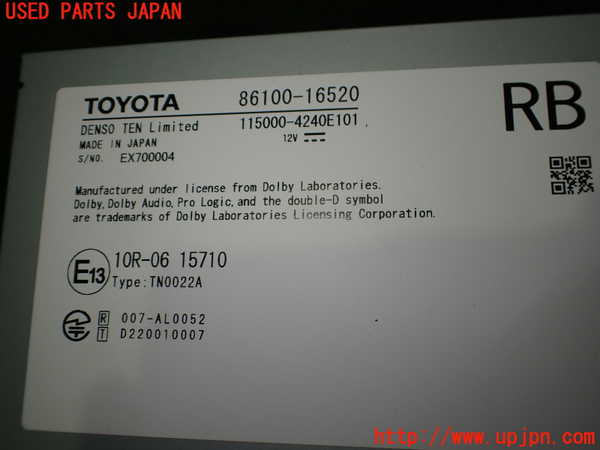 USED PARTS JAPAN
TOYOTA 86100-16520 RB
DENSO TEN Limited 115000-4240E101
MADE IN JAPAN 12V
S/NO. EX700004
Manufactured under license from Dolby Laboratories.
Dolby, Dolby Audio, Pro Logic, and the double-D symbol
are trademarks of Dolby Laboratories Licensing Corporation.
E13 10R-06 15710
Type:TN0022A
R 007-AL0052
T D220010007
http://www.upjpn.com/